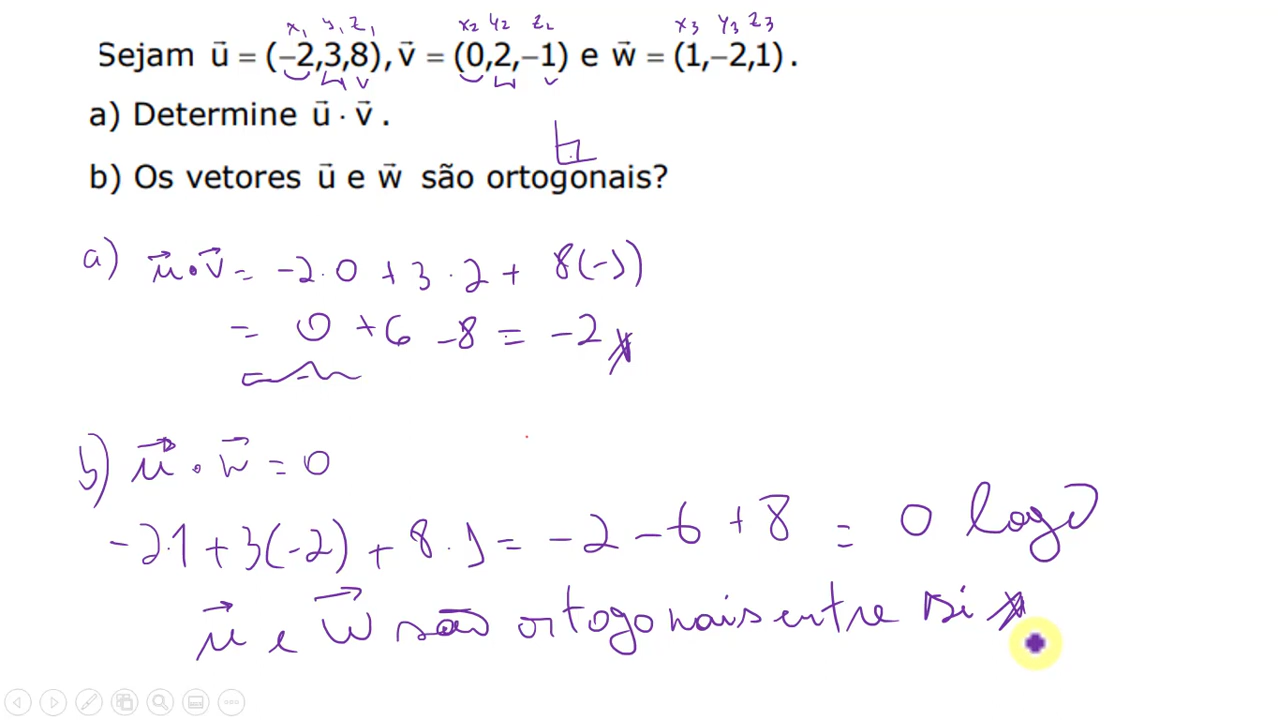 x₁ y₁ z₁ x₂ y₂ z₂ x₃ y₃ z₃
Sejam u⃗ = (−2,3,8), v⃗ = (0,2,−1) e w⃗ = (1,−2,1).
a) Determine u⃗ · v⃗.
b) Os vetores u⃗ e w⃗ são ortogonais?
a) u⃗ · v⃗ = -2·0 + 3·2 + 8(-1)
= 0 + 6 - 8 = -2
b) u⃗ · w⃗ = 0
-2·1 + 3(-2) + 8·1 = -2 - 6 + 8 = 0 logo
u⃗ e w⃗ são ortogonais entre si